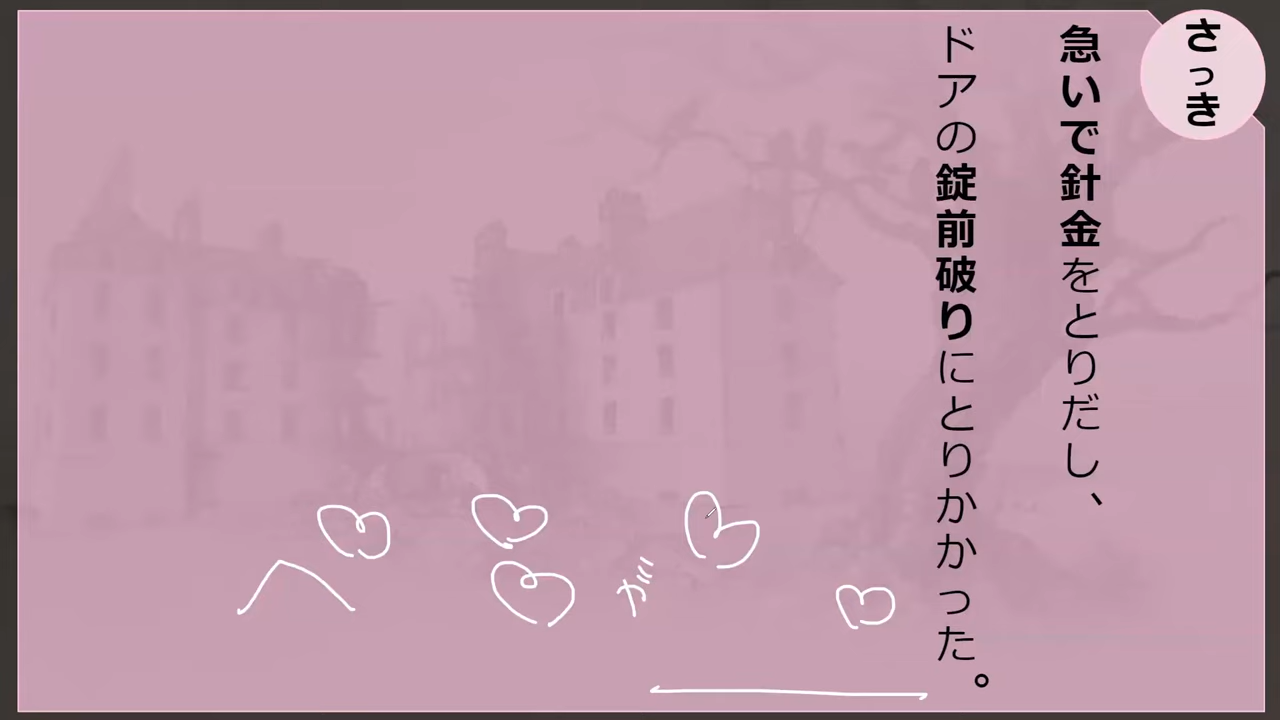 さっき
急いで針金をとりだし、
ドアの錠前破りにとりかかった。
が
へ